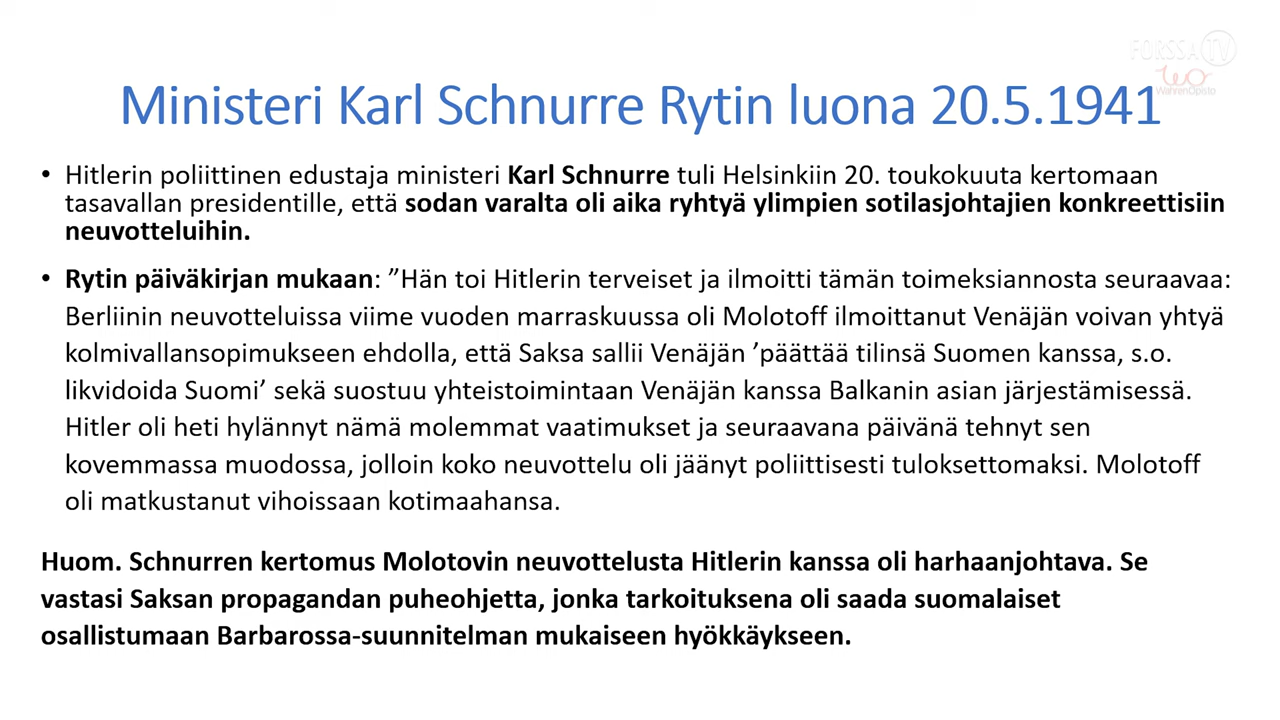 FORSSA TV
WahrenOpisto
Ministeri Karl Schnurre Rytin luona 20.5.1941
• Hitlerin poliittinen edustaja ministeri Karl Schnurre tuli Helsinkiin 20. toukokuuta kertomaan
tasavallan presidentille, että sodan varalta oli aika ryhtyä ylimpien sotilasjohtajien konkreettisiin
neuvotteluihin.
• Rytin päiväkirjan mukaan: ”Hän toi Hitlerin terveiset ja ilmoitti tämän toimeksiannosta seuraavaa:
Berliinin neuvotteluissa viime vuoden marraskuussa oli Molotoff ilmoittanut Venäjän voivan yhtyä
kolmivallansopimukseen ehdolla, että Saksa sallii Venäjän ’päättää tilinsä Suomen kanssa, s.o.
likvidoida Suomi’ sekä suostuu yhteistoimintaan Venäjän kanssa Balkanin asian järjestämisessä.
Hitler oli heti hylännyt nämä molemmat vaatimukset ja seuraavana päivänä tehnyt sen
kovemmassa muodossa, jolloin koko neuvottelu oli jäänyt poliittisesti tuloksettomaksi. Molotoff
oli matkustanut vihoissaan kotimaahansa.
Huom. Schnurren kertomus Molotovin neuvottelusta Hitlerin kanssa oli harhaanjohtava. Se
vastasi Saksan propagandan puheohjetta, jonka tarkoituksena oli saada suomalaiset
osallistumaan Barbarossa-suunnitelman mukaiseen hyökkäykseen.